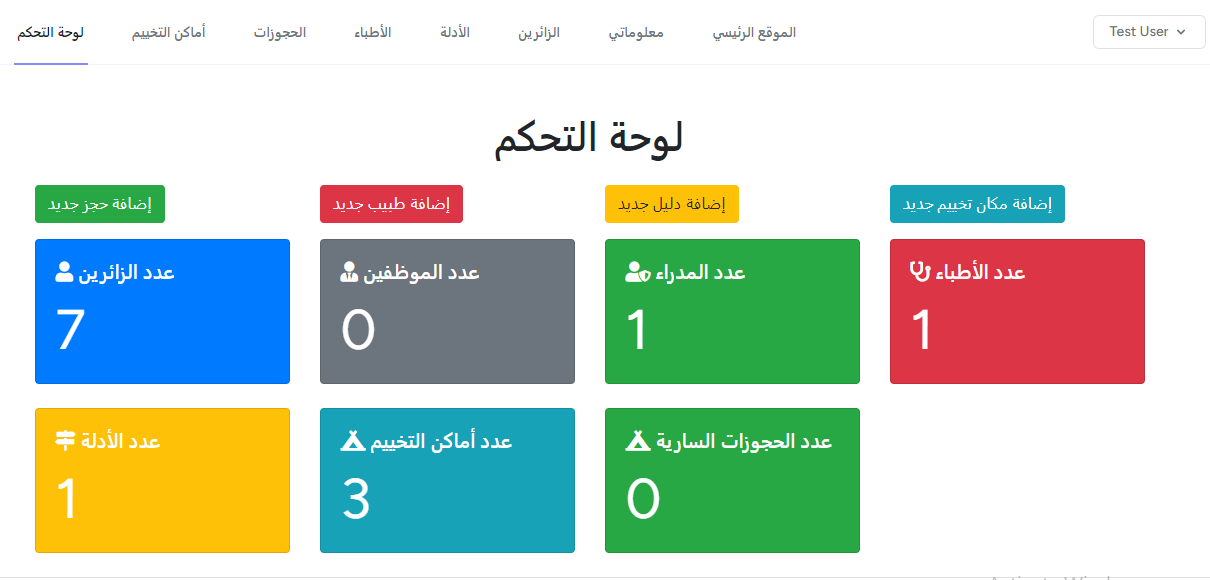 لوحة التحكم
أماكن التخييم
الحجوزات
الأطباء
الأدلة
الزائرين
معلوماتي
الموقع الرئيسي
Test User
لوحة التحكم
إضافة حجز جديد
إضافة طبيب جديد
إضافة دليل جديد
إضافة مكان تخييم جديد
عدد الزائرين
7
عدد الموظفين
0
عدد المدراء
1
عدد الأطباء
1
عدد الأدلة
1
عدد أماكن التخييم
3
عدد الحجوزات السارية
0